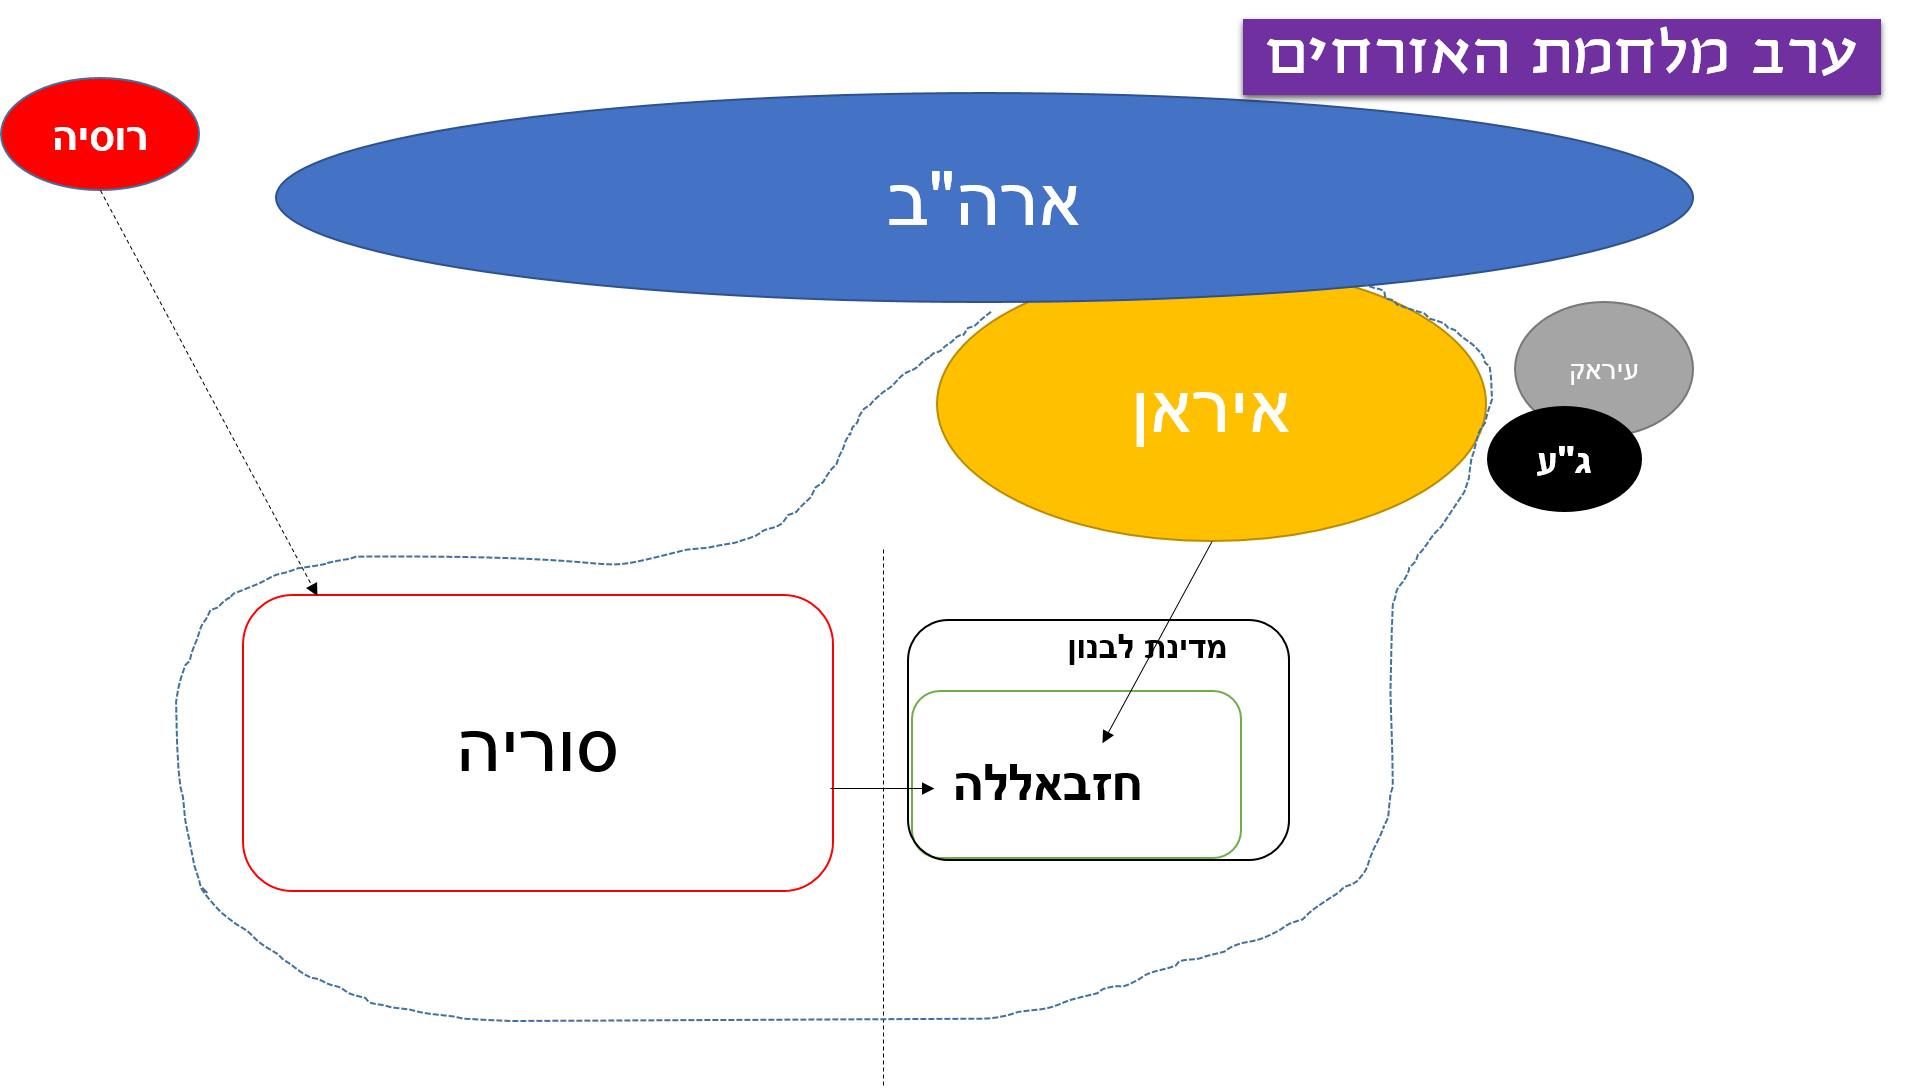 ערב מלחמת האזרחים
רוסיה
ארה"ב
איראן
עיראק
ג"ע
מדינת לבנון
סוריה
חזבאללה